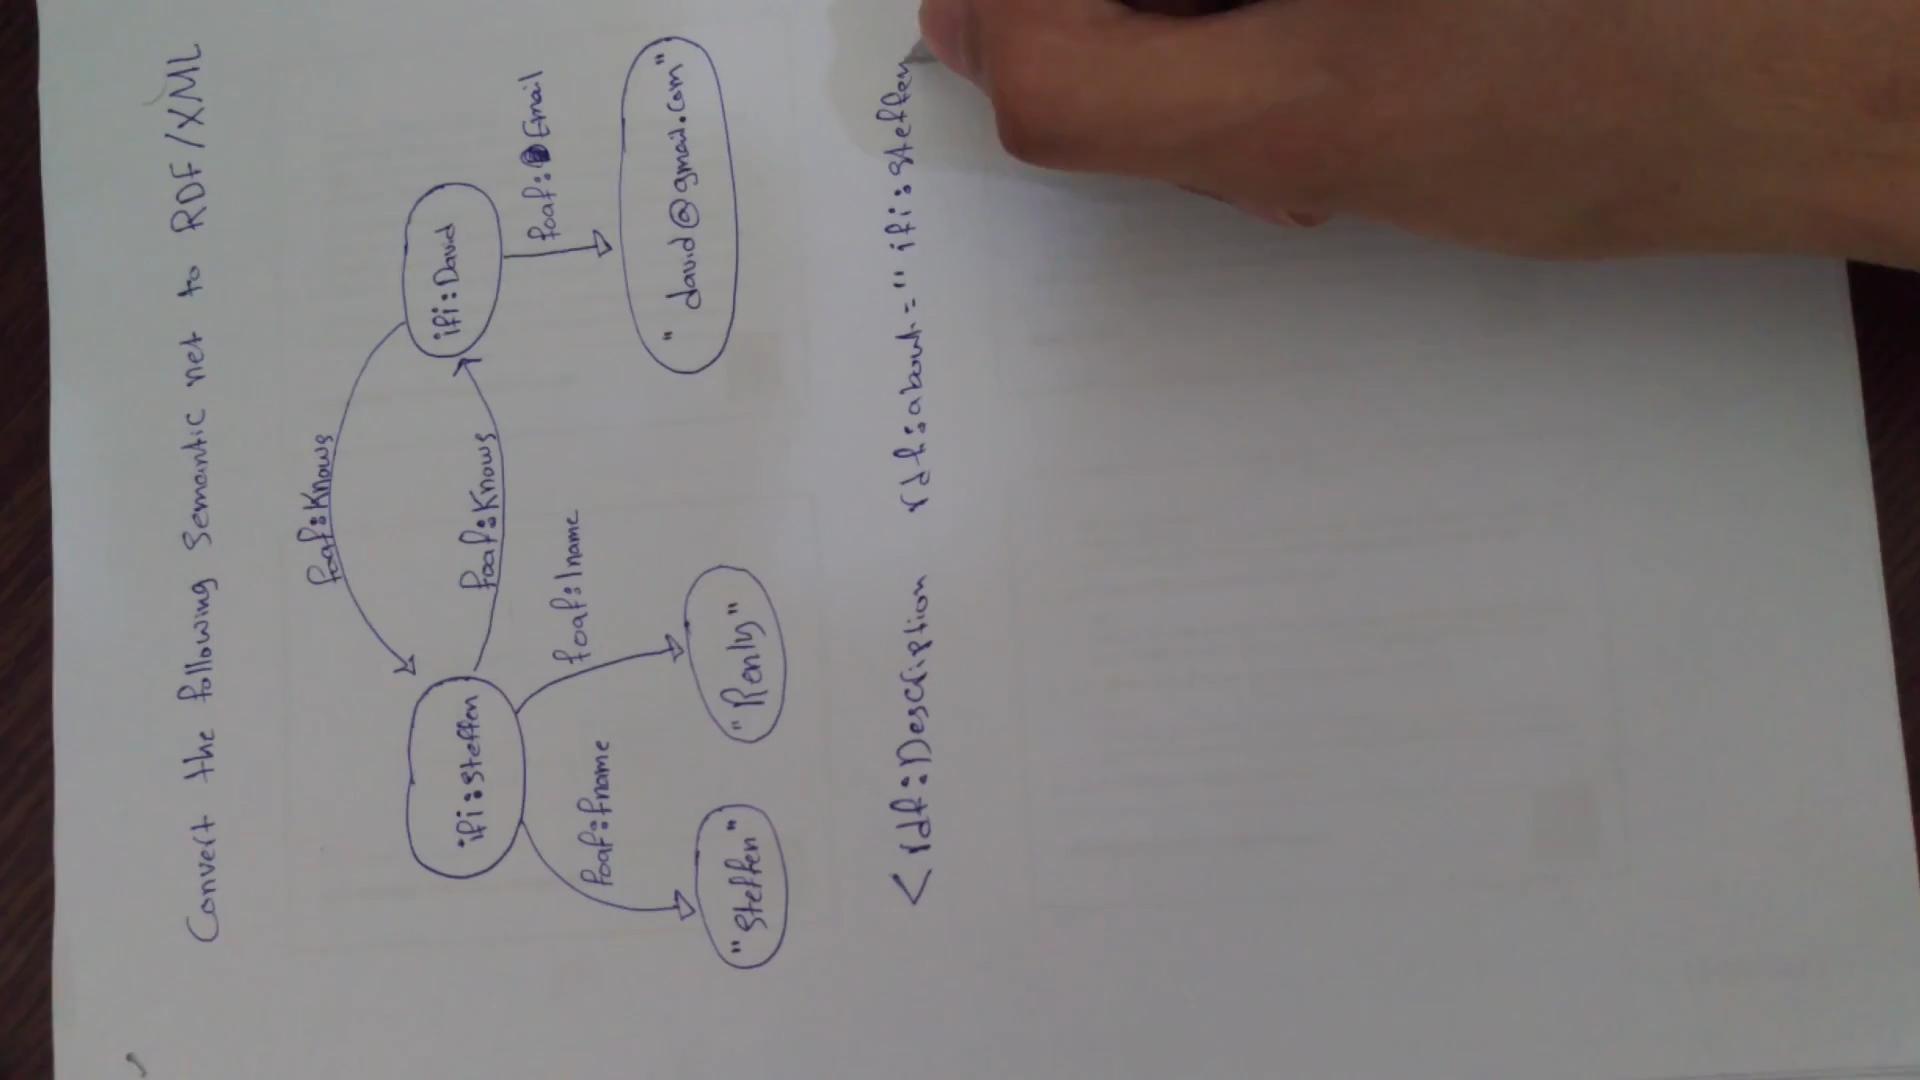 Convert the following Semantic net to RDF/XML
foaf:Knows
ifi:Steffen
ifi:David
foaf:Knows
foaf:fname
foaf:lname
foaf:Email
"Steffen"
"Renly"
"david@gmail.com"
<rdf:Description rdf:about="ifi:Steffen